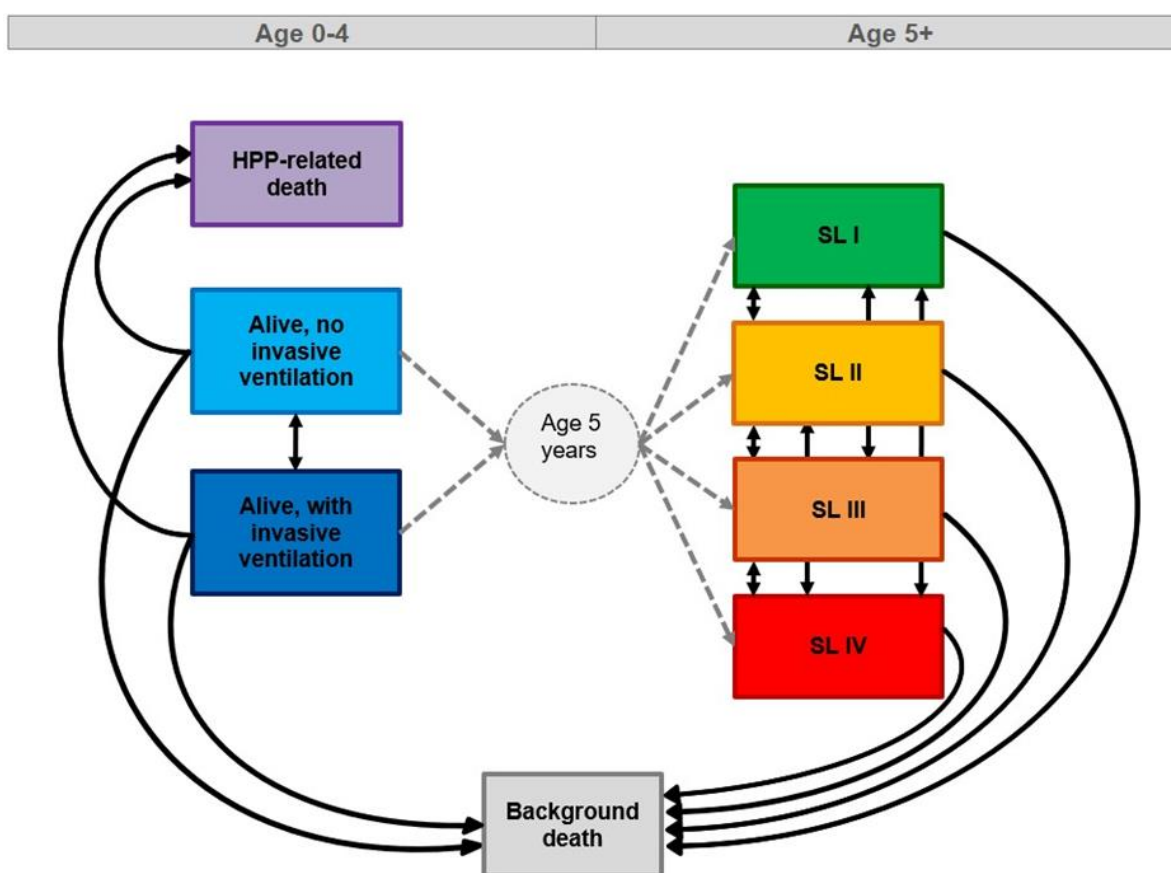 Age 0-4
Age 5+
HPP-related
death
Alive, no
invasive
ventilation
Alive, with
invasive
ventilation
Age 5
years
SL I
SL II
SL III
SL IV
Background
death